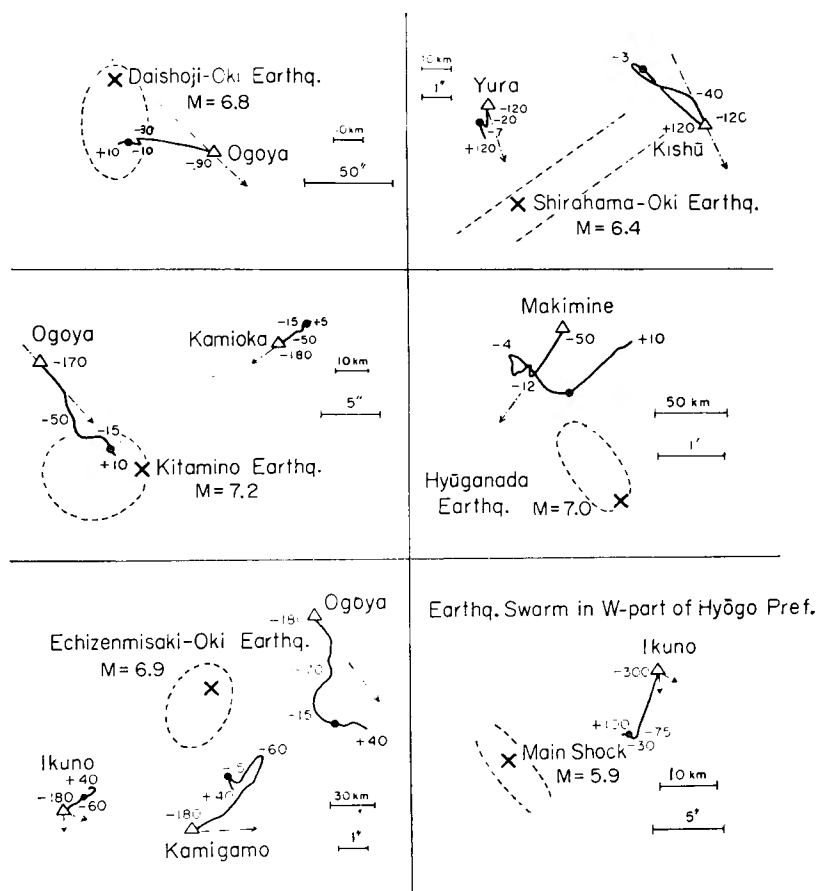 Daishoji-Oki Earthq.
M=6.8
-30
+10
-10
-90
Ogoya
50"
10 km
1"
Yura
-120
-20
-7
+120
-3
-40
-120
+120
Kishū
Shirahama-Oki Earthq.
M=6.4
Ogoya
-170
-50
-15
+10
Kamioka
-15
+5
-50
-180
10 km
5"
Kitamino Earthq.
M=7.2
Makimine
-50
+10
-4
-12
50 km
1'
Hyūganada
Earthq.
M=7.0
Ogoya
-180
Echizenmisaki-Oki Earthq.
M=6.9
-15
+40
Ikuno
+40
-180
-60
-60
-5
+40
-180
Kamigamo
30 km
1"
Earthq. Swarm in W-part of Hyōgo Pref.
Ikuno
-300
+100
-75
-30
Main Shock
M=5.9
10 km
5"